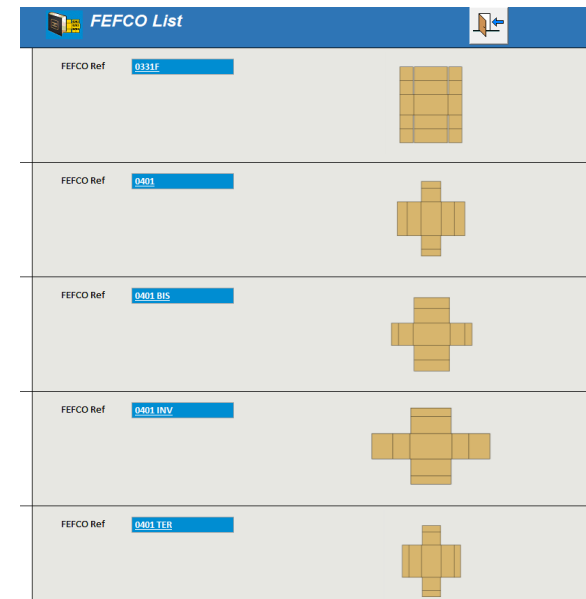 FEFCO List
FEFCO Ref 0331F
FEFCO Ref 0401
FEFCO Ref 0401 BIS
FEFCO Ref 0401 INV
FEFCO Ref 0401 TER